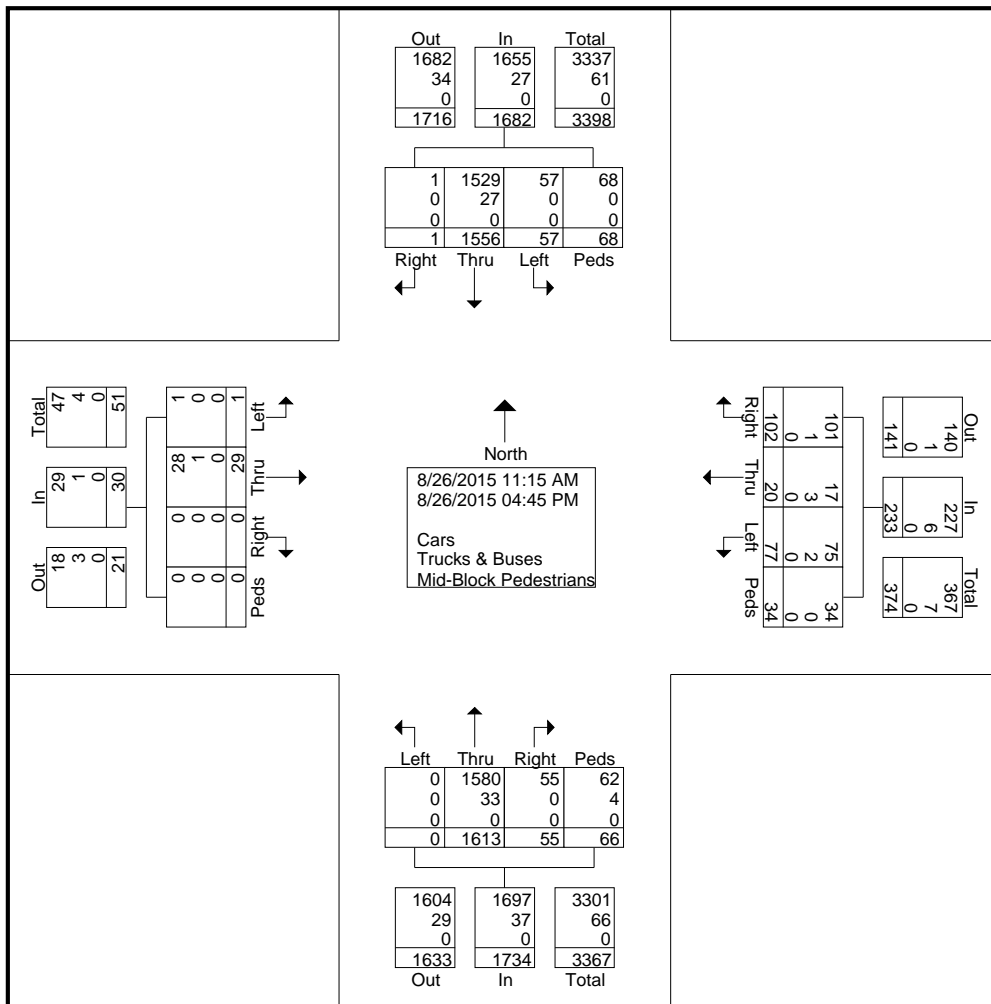 Out In Total
1682 1655 3337
34 27 61
0 0 0
1716 1682 3398
1 1529 57 68
0 27 0 0
0 0 0 0
1 1556 57 68
Right Thru Left Peds
Total
47
4
0
51
In
29
1
0
30
Out
18
3
0
21
1 0 0 1
Left
28 1 0 29
Thru
0 0 0 0
Right
0 0 0 0
Peds
North
8/26/2015 11:15 AM
8/26/2015 04:45 PM
Cars
Trucks & Buses
Mid-Block Pedestrians
Right
101
1
0
102
Thru
17
3
0
20
Left
75
2
0
77
Peds
34
0
0
34
Out
140
1
0
141
In
227
6
0
233
Total
367
7
0
374
Left Thru Right Peds
0 1580 55 62
0 33 0 4
0 0 0 0
0 1613 55 66
1604 1697 3301
29 37 66
0 0 0
1633 1734 3367
Out In Total